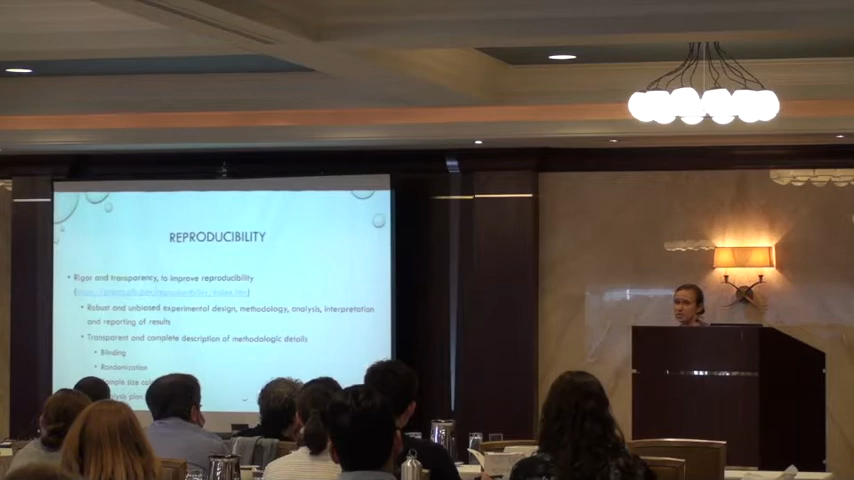 REPRODUCIBILITY
• Rigor and transparency, to improve reproducibility
• Robust and unbiased experimental design, methodology, analysis, interpretation
and reporting of results
• Transparent and complete description of methodologic details
• Blinding
• Randomization